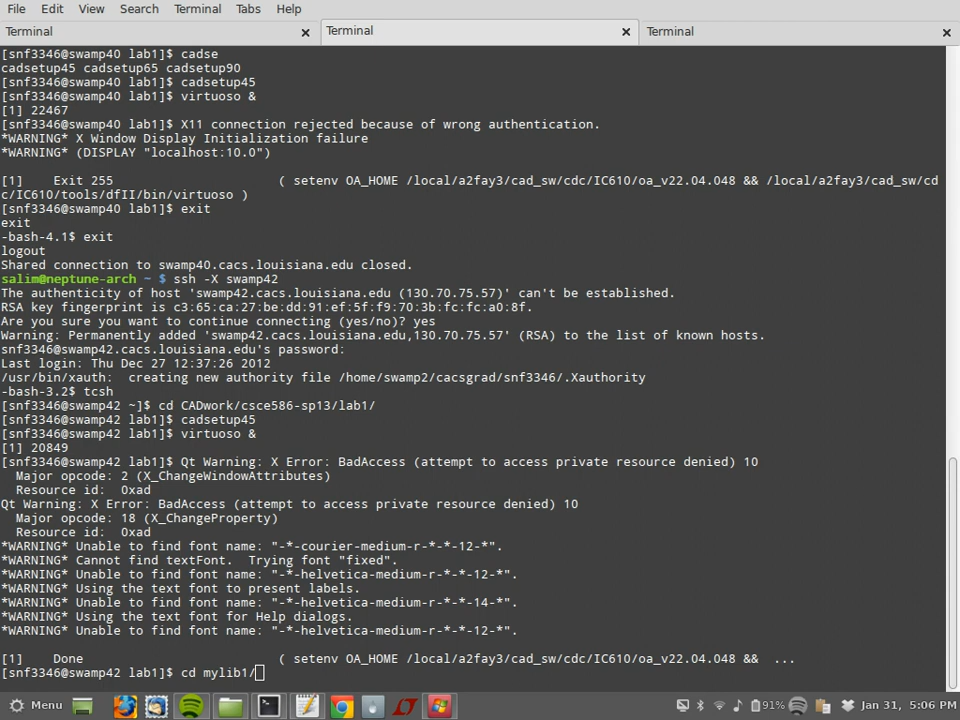 File Edit View Search Terminal Tabs Help
Terminal Terminal Terminal
[snf3346@swamp40 lab1]$ cadse
cadsetup45 cadsetup65 cadsetup90
[snf3346@swamp40 lab1]$ cadsetup45
[snf3346@swamp40 lab1]$ virtuoso &
[1] 22467
[snf3346@swamp40 lab1]$ X11 connection rejected because of wrong authentication.
*WARNING* X Window Display Initialization failure
*WARNING* (DISPLAY "localhost:10.0")
[1]    Exit 255                      ( setenv OA_HOME /local/a2fay3/cad_sw/cdc/IC610/oa_v22.04.048 && /local/a2fay3/cad_sw/cd
c/IC610/tools/dfII/bin/virtuoso )
[snf3346@swamp40 lab1]$ exit
exit
-bash-4.1$ exit
logout
Shared connection to swamp40.cacs.louisiana.edu closed.
salim@neptune-arch ~ $ ssh -X swamp42
The authenticity of host 'swamp42.cacs.louisiana.edu (130.70.75.57)' can't be established.
RSA key fingerprint is c3:65:ca:27:be:dd:91:ef:5f:f9:70:3b:fc:fc:a0:8f.
Are you sure you want to continue connecting (yes/no)? yes
Warning: Permanently added 'swamp42.cacs.louisiana.edu,130.70.75.57' (RSA) to the list of known hosts.
snf3346@swamp42.cacs.louisiana.edu's password:
Last login: Thu Dec 27 12:37:26 2012
/usr/bin/xauth:  creating new authority file /home/swamp2/cacsgrad/snf3346/.Xauthority
-bash-3.2$ tcsh
[snf3346@swamp42 ~]$ cd CADwork/csce586-sp13/lab1/
[snf3346@swamp42 lab1]$ cadsetup45
[snf3346@swamp42 lab1]$ virtuoso &
[1] 20849
[snf3346@swamp42 lab1]$ Qt Warning: X Error: BadAccess (attempt to access private resource denied) 10
  Major opcode: 2 (X_ChangeWindowAttributes)
  Resource id:  0xad
Qt Warning: X Error: BadAccess (attempt to access private resource denied) 10
  Major opcode: 18 (X_ChangeProperty)
  Resource id:  0xad
*WARNING* Unable to find font name: "-*-courier-medium-r-*-*-12-*".
*WARNING* Cannot find textFont.  Trying font "fixed".
*WARNING* Unable to find font name: "-*-helvetica-medium-r-*-*-12-*".
*WARNING* Using the text font to present labels.
*WARNING* Unable to find font name: "-*-helvetica-medium-r-*-*-14-*".
*WARNING* Using the text font for Help dialogs.
*WARNING* Unable to find font name: "-*-helvetica-medium-r-*-*-12-*".
[1]    Done                          ( setenv OA_HOME /local/a2fay3/cad_sw/cdc/IC610/oa_v22.04.048 &&  ...
[snf3346@swamp42 lab1]$ cd mylib1/
Menu 91% Jan 31, 5:06 PM